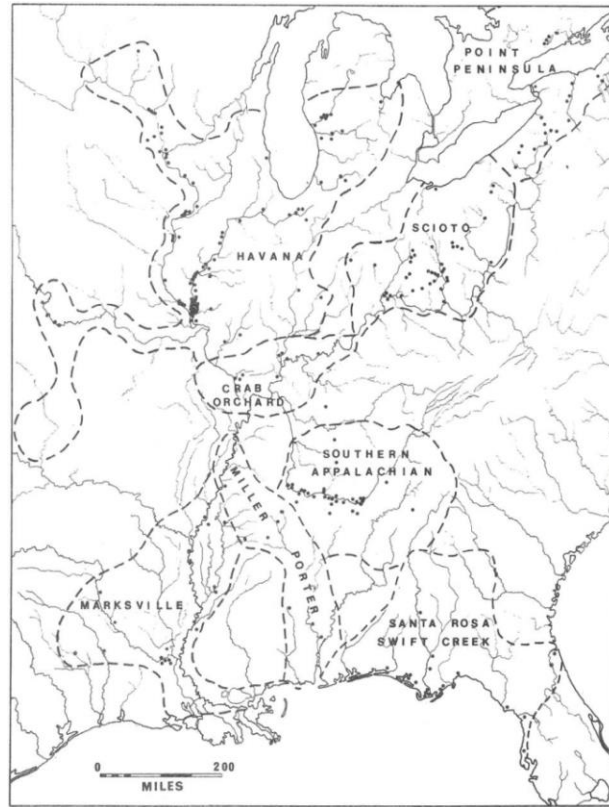 POINT
PENINSULA
SCIOTO
HAVANA
CRAB
ORCHARD
SOUTHERN
APPALACHIAN
MILLER
PORTER
MARKSVILLE
SANTA ROSA
SWIFT CREEK
0 200
MILES